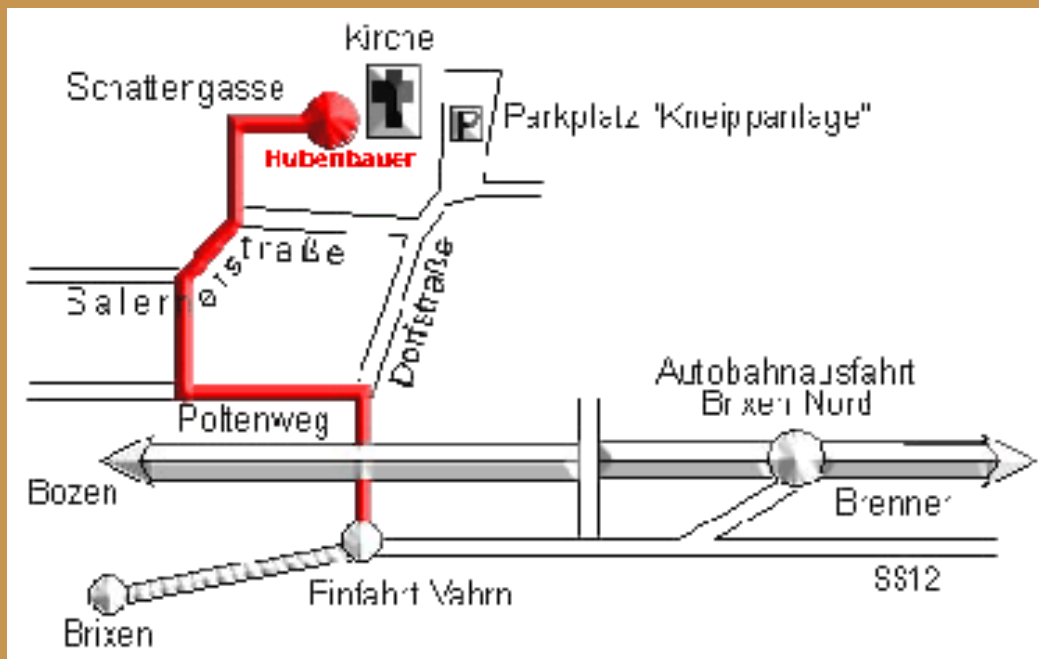 Kirche
Schattergasse
P
Parkplatz "Kneippanlage"
Hubenbauer
Salernerstraße
Dorfstraße
Autobahnausfahrt
Brixen Nord
Poltenweg
Bozen
Brenner
SS12
Einfahrt Vahrn
Brixen